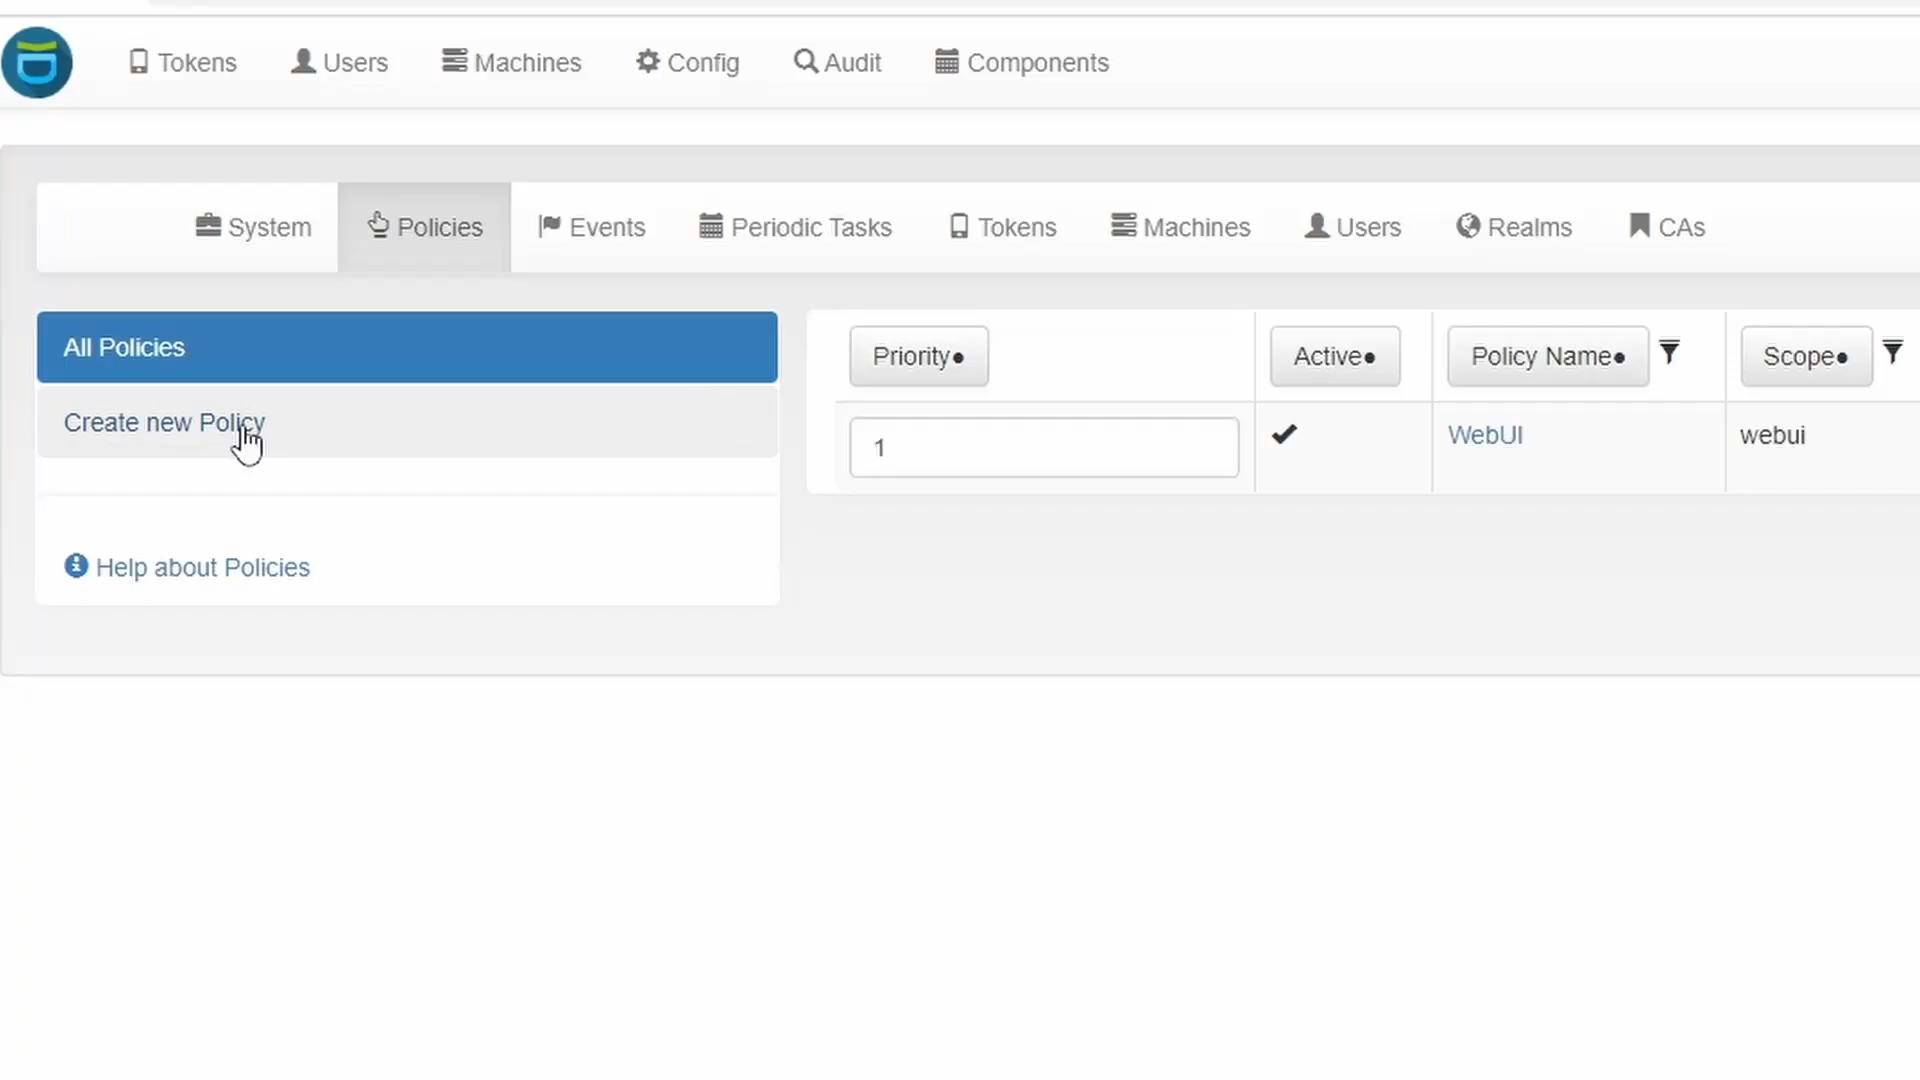 Tokens Users Machines Config Audit Components
System Policies Events Periodic Tasks Tokens Machines Users Realms CAs
All Policies
Create new Policy
Help about Policies
Priority● Active● Policy Name● Scope●
1 WebUI webui